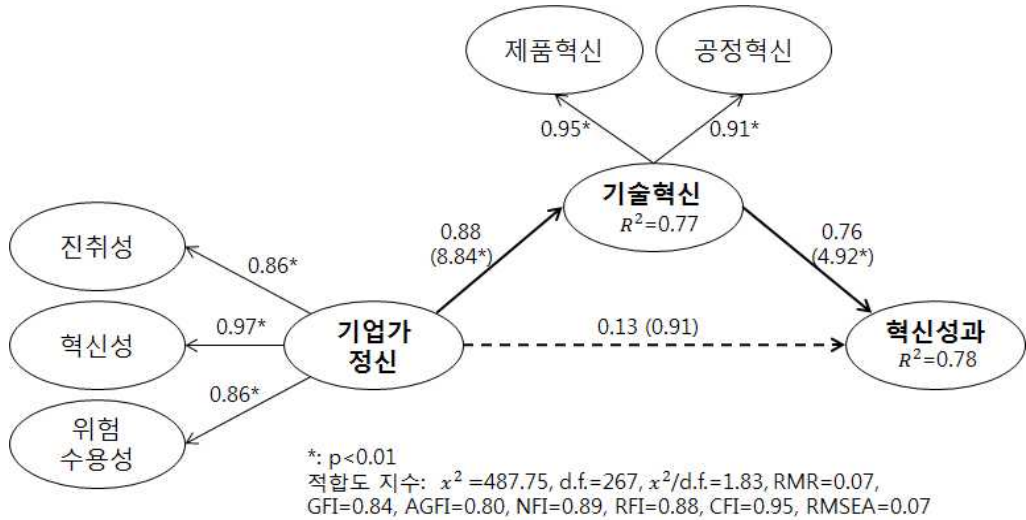 제품혁신
공정혁신
0.95*
0.91*
기술혁신
R²=0.77
진취성
0.88
(8.84*)
0.76
(4.92*)
0.86*
혁신성
0.97*
기업가
정신
0.13 (0.91)
혁신성과
R²=0.78
0.86*
위험
수용성
*: p<0.01
적합도 지수: x² =487.75, d.f.=267, x²/d.f.=1.83, RMR=0.07,
GFI=0.84, AGFI=0.80, NFI=0.89, RFI=0.88, CFI=0.95, RMSEA=0.07